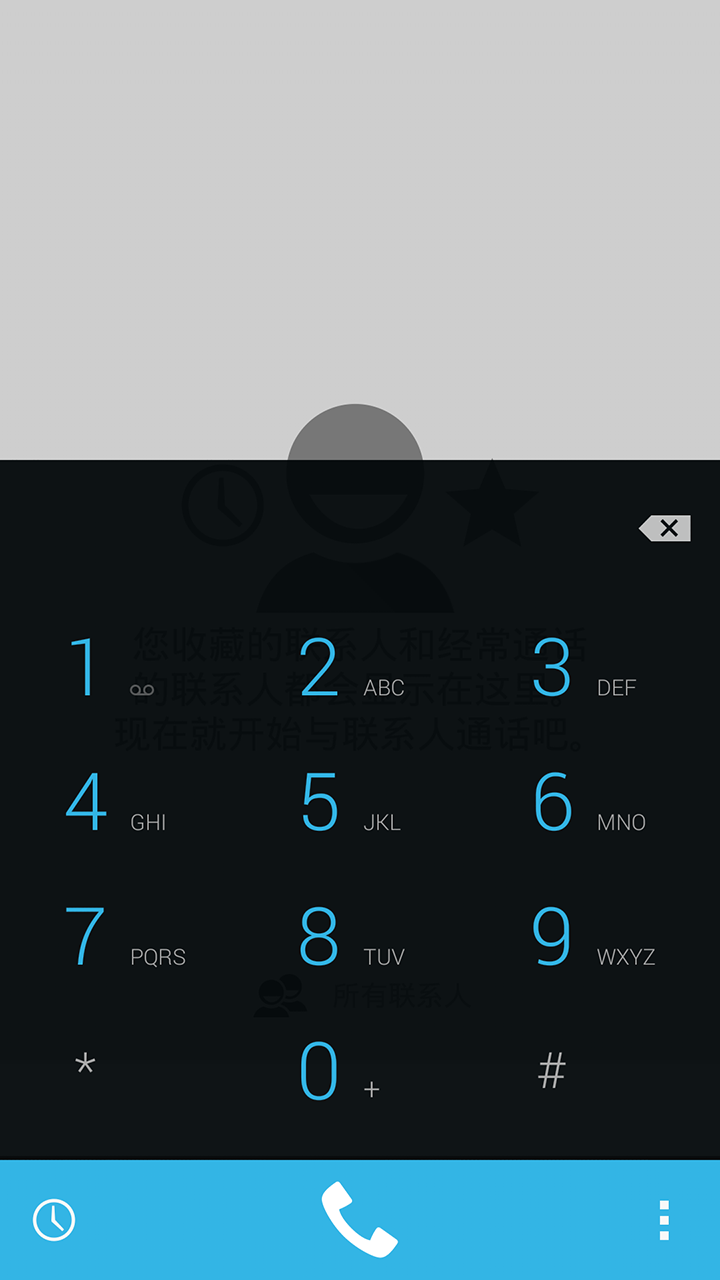 您收藏的联系人和经常通话
的联系人都会显示在这里。
现在就开始与联系人通话吧。
1
2 ABC
3 DEF
4 GHI
5 JKL
6 MNO
7 PQRS
8 TUV
9 WXYZ
所有联系人
*
0 +
#